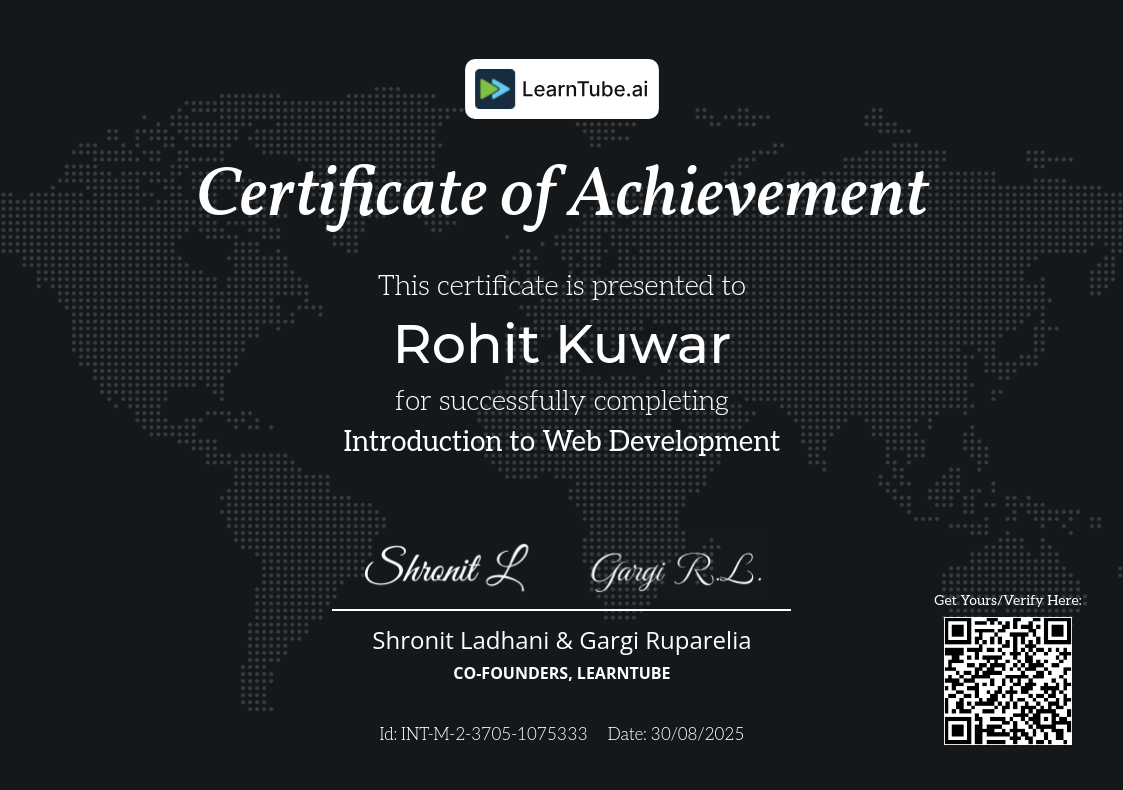 LearnTube.ai
Certificate of Achievement
This certificate is presented to
Rohit Kuwar
for successfully completing
Introduction to Web Development
Shronit L
Gargi R.L.
Shronit Ladhani & Gargi Ruparelia
CO-FOUNDERS, LEARNTUBE
Get Yours/Verify Here:
Id: INT-M-2-3705-1075333 Date: 30/08/2025